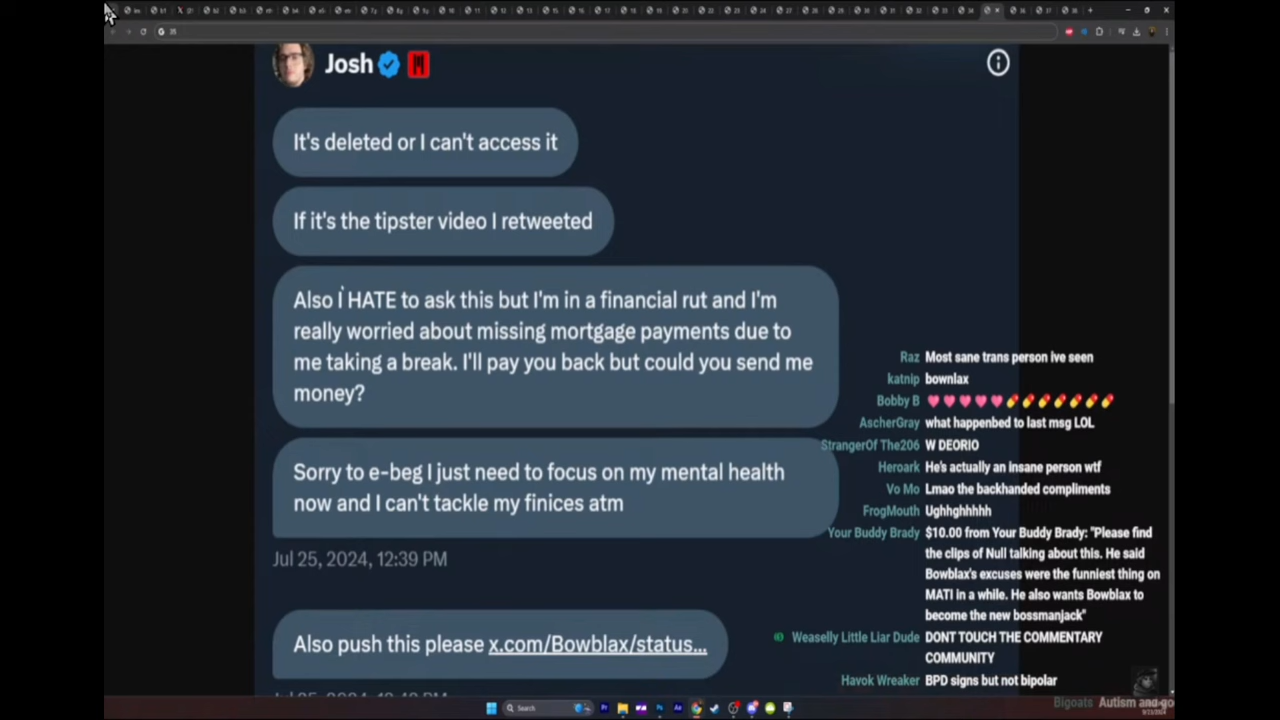 Josh
It's deleted or I can't access it
If it's the tipster video I retweeted
Also I HATE to ask this but I'm in a financial rut and I'm
really worried about missing mortgage payments due to
me taking a break. I'll pay you back but could you send me
money?
Sorry to e-beg I just need to focus on my mental health
now and I can't tackle my finices atm
Jul 25, 2024, 12:39 PM
Also push this please x.com/Bowblax/status...
Raz Most sane trans person ive seen
katnip bownlax
Bobby B
AscherGray what happenbed to last msg LOL
StrangerOf The206 W DEORIO
Heroark He's actually an insane person wtf
Vo Mo Lmao the backhanded compliments
FrogMouth Ughhghhhhh
Your Buddy Brady $10.00 from Your Buddy Brady: "Please find
the clips of Null talking about this. He said
Bowblax's excuses were the funniest thing on
MATI in a while. He also wants Bowblax to
become the new bossmanjack"
Weaselly Little Liar Dude DONT TOUCH THE COMMENTARY
COMMUNITY
Havok Wreaker BPD signs but not bipolar
Bigoats Autism and go
Search